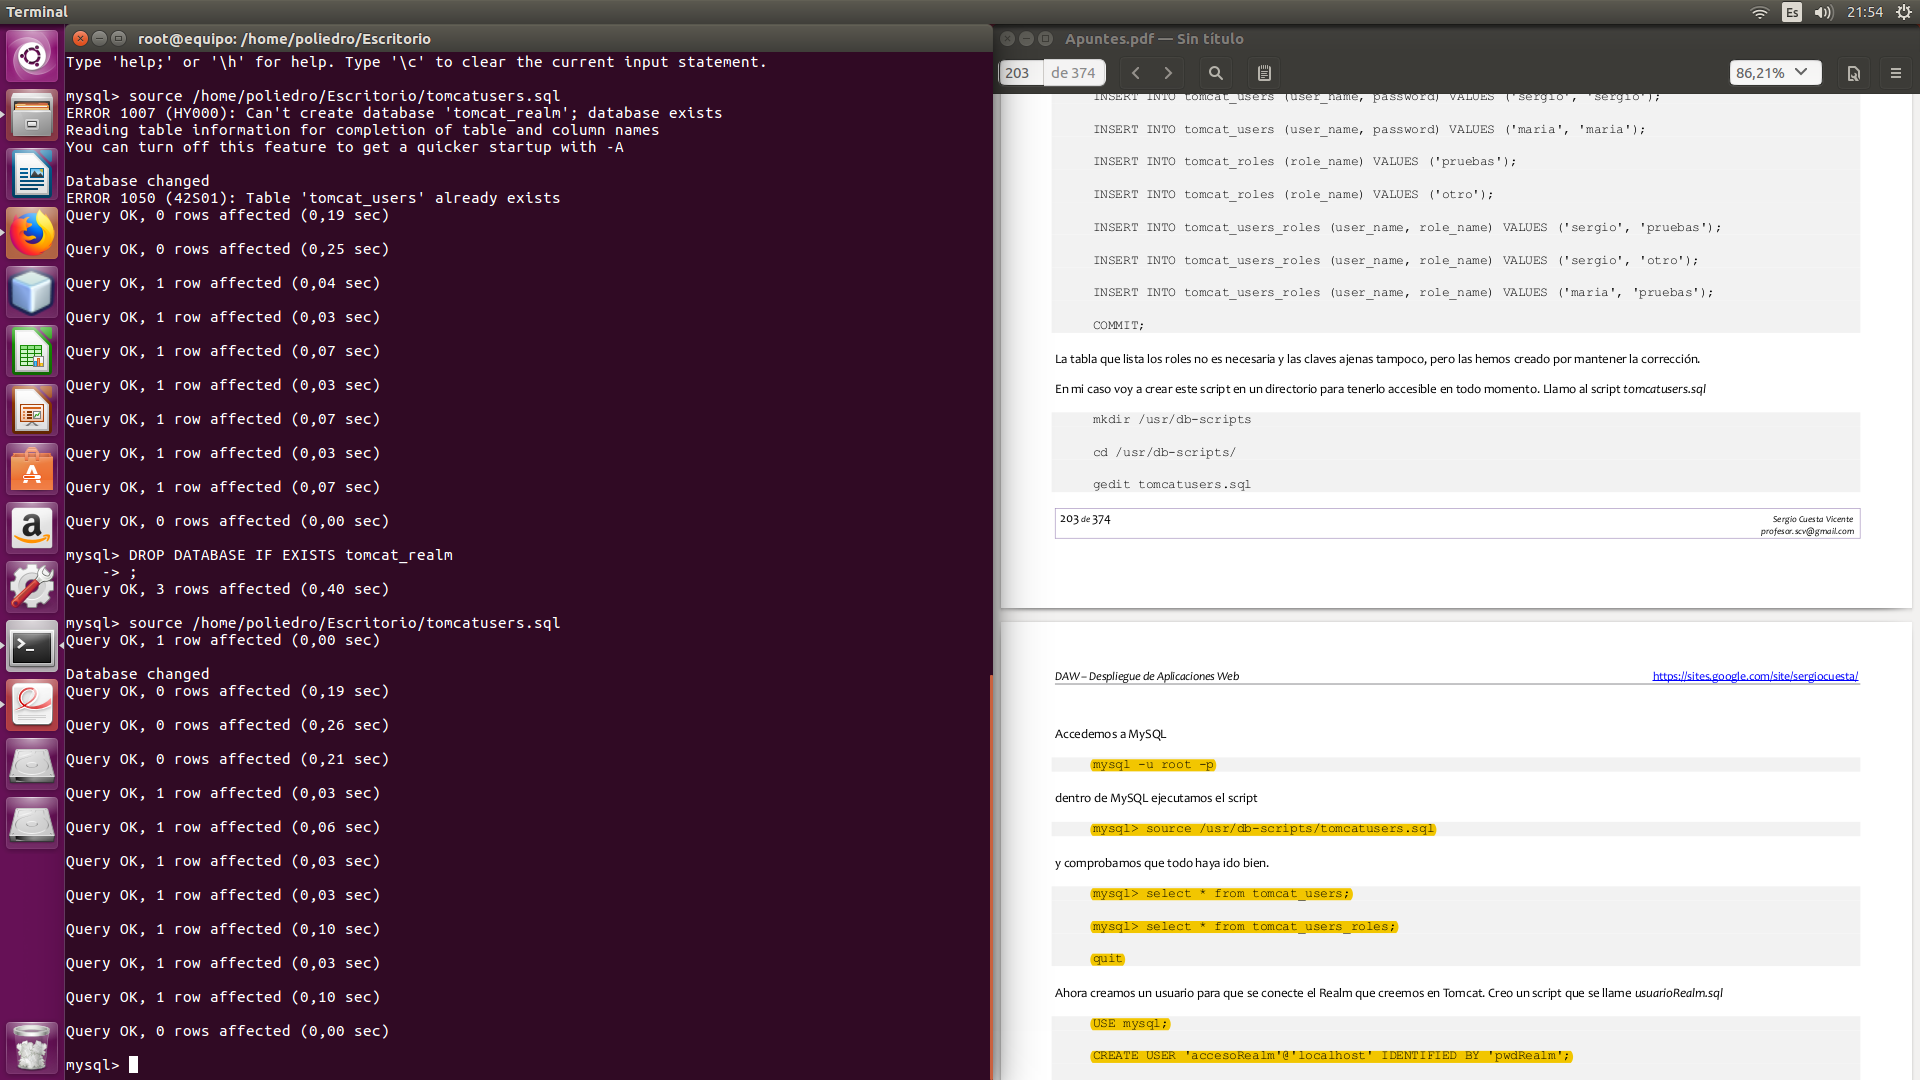 Terminal
Es
21:54
root@equipo: /home/poliedro/Escritorio
Type 'help;' or '\h' for help. Type '\c' to clear the current input statement.
mysql> source /home/poliedro/Escritorio/tomcatusers.sql
ERROR 1007 (HY000): Can't create database 'tomcat_realm'; database exists
Reading table information for completion of table and column names
You can turn off this feature to get a quicker startup with -A
Database changed
ERROR 1050 (42S01): Table 'tomcat_users' already exists
Query OK, 0 rows affected (0,19 sec)
Query OK, 0 rows affected (0,25 sec)
Query OK, 1 row affected (0,04 sec)
Query OK, 1 row affected (0,03 sec)
Query OK, 1 row affected (0,07 sec)
Query OK, 1 row affected (0,03 sec)
Query OK, 1 row affected (0,07 sec)
Query OK, 1 row affected (0,03 sec)
Query OK, 1 row affected (0,07 sec)
Query OK, 0 rows affected (0,00 sec)
mysql> DROP DATABASE IF EXISTS tomcat_realm
-> ;
Query OK, 3 rows affected (0,40 sec)
mysql> source /home/poliedro/Escritorio/tomcatusers.sql
Query OK, 1 row affected (0,00 sec)
Database changed
Query OK, 0 rows affected (0,19 sec)
Query OK, 0 rows affected (0,26 sec)
Query OK, 0 rows affected (0,21 sec)
Query OK, 1 row affected (0,03 sec)
Query OK, 1 row affected (0,06 sec)
Query OK, 1 row affected (0,03 sec)
Query OK, 1 row affected (0,03 sec)
Query OK, 1 row affected (0,10 sec)
Query OK, 1 row affected (0,03 sec)
Query OK, 1 row affected (0,10 sec)
Query OK, 0 rows affected (0,00 sec)
mysql>
Apuntes.pdf — Sin título
203 de 374
86,21%
INSERT INTO tomcat_users (user_name, password) VALUES ('sergio', 'sergio');
INSERT INTO tomcat_users (user_name, password) VALUES ('maria', 'maria');
INSERT INTO tomcat_roles (role_name) VALUES ('pruebas');
INSERT INTO tomcat_roles (role_name) VALUES ('otro');
INSERT INTO tomcat_users_roles (user_name, role_name) VALUES ('sergio', 'pruebas');
INSERT INTO tomcat_users_roles (user_name, role_name) VALUES ('sergio', 'otro');
INSERT INTO tomcat_users_roles (user_name, role_name) VALUES ('maria', 'pruebas');
COMMIT;
La tabla que lista los roles no es necesaria y las claves ajenas tampoco, pero las hemos creado por mantener la corrección.
En mi caso voy a crear este script en un directorio para tenerlo accesible en todo momento. Llamo al script tomcatusers.sql
mkdir /usr/db-scripts
cd /usr/db-scripts/
gedit tomcatusers.sql
203 de 374
Sergio Cuesta Vicente
profesor.scv@gmail.com
DAW – Despliegue de Aplicaciones Web
https://sites.google.com/site/sergiocuesta/
Accedemos a MySQL
mysql -u root -p
dentro de MySQL ejecutamos el script
mysql> source /usr/db-scripts/tomcatusers.sql
y comprobamos que todo haya ido bien.
mysql> select * from tomcat_users;
mysql> select * from tomcat_users_roles;
quit
Ahora creamos un usuario para que se conecte el Realm que creemos en Tomcat. Creo un script que se llame usuarioRealm.sql
USE mysql;
CREATE USER 'accesoRealm'@'localhost' IDENTIFIED BY 'pwdRealm';